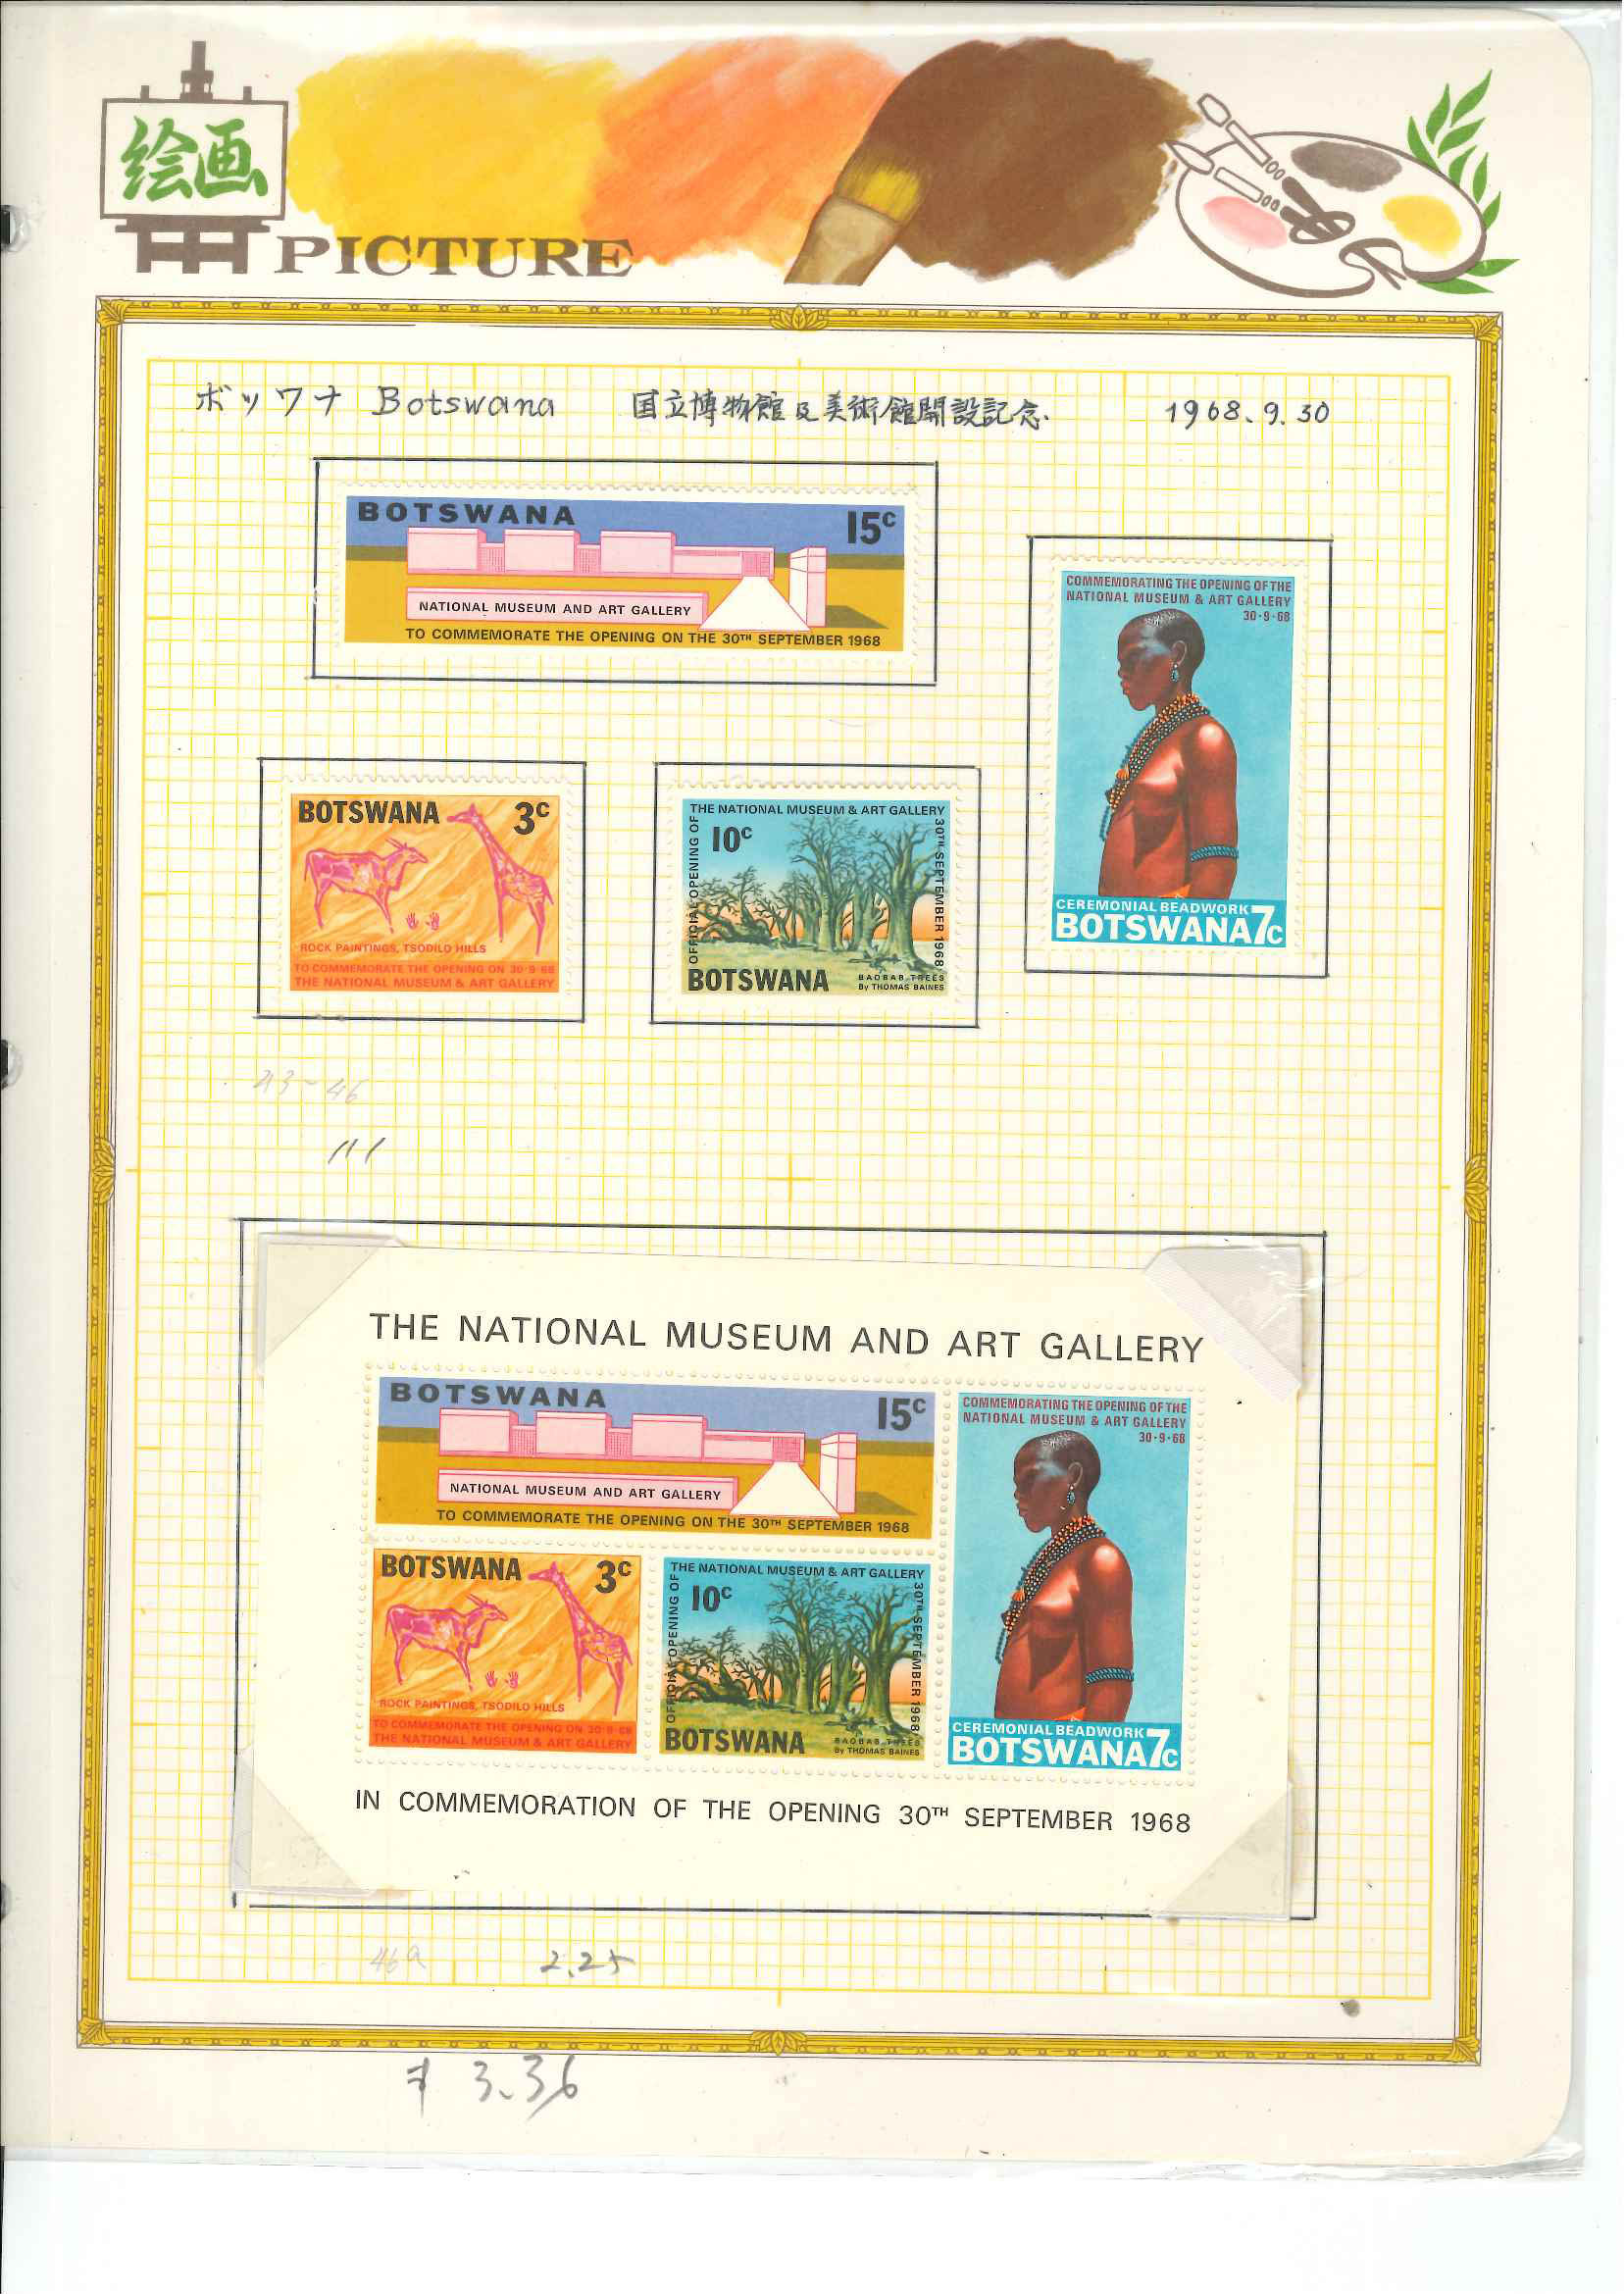 絵画
PICTURE
ボツワナ Botswana 国立博物館及美術館開設記念. 1968.9.30
BOTSWANA 15c
NATIONAL MUSEUM AND ART GALLERY
TO COMMEMORATE THE OPENING ON THE 30TH SEPTEMBER 1968
COMMEMORATING THE OPENING OF THE
NATIONAL MUSEUM & ART GALLERY
30·9·68
CEREMONIAL BEADWORK
BOTSWANA 7c
BOTSWANA 3c
ROCK PAINTINGS, TSODILO HILLS
TO COMMEMORATE THE OPENING ON 30·9·68
THE NATIONAL MUSEUM & ART GALLERY
THE NATIONAL MUSEUM & ART GALLERY
10c
OFFICIAL OPENING OF
30TH SEPTEMBER 1968
BOTSWANA
BAOBAB TREES
By THOMAS BAINES
43-46
111
THE NATIONAL MUSEUM AND ART GALLERY
BOTSWANA 15c
NATIONAL MUSEUM AND ART GALLERY
TO COMMEMORATE THE OPENING ON THE 30TH SEPTEMBER 1968
COMMEMORATING THE OPENING OF THE
NATIONAL MUSEUM & ART GALLERY
30·9·68
CEREMONIAL BEADWORK
BOTSWANA 7c
BOTSWANA 3c
ROCK PAINTINGS, TSODILO HILLS
TO COMMEMORATE THE OPENING ON 30·9·68
THE NATIONAL MUSEUM & ART GALLERY
THE NATIONAL MUSEUM & ART GALLERY
10c
OFFICIAL OPENING OF
30TH SEPTEMBER 1968
BOTSWANA
BAOBAB TREES
By THOMAS BAINES
IN COMMEMORATION OF THE OPENING 30TH SEPTEMBER 1968
46a 2.25
3.36